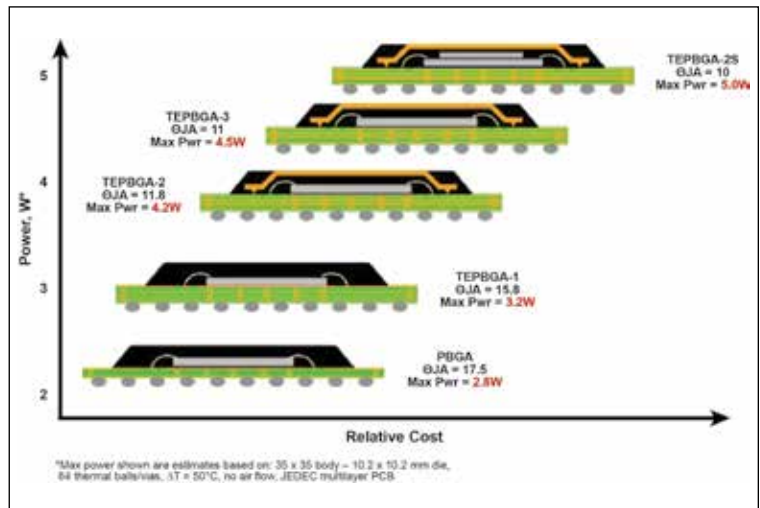 5
4
3
2
Power, W*
TEPBGA-2S
ΘJA = 10
Max Pwr = 5.0W
TEPBGA-3
ΘJA = 11
Max Pwr = 4.5W
TEPBGA-2
ΘJA = 11.8
Max Pwr = 4.2W
TEPBGA-1
ΘJA = 15.8
Max Pwr = 3.2W
PBGA
ΘJA = 17.5
Max Pwr = 2.8W
Relative Cost
*Max power shown are estimates based on: 35 x 35 body – 10.2 x 10.2 mm die,
64 thermal balls/vias, ΔT = 50°C, no air flow, JEDEC multilayer PCB